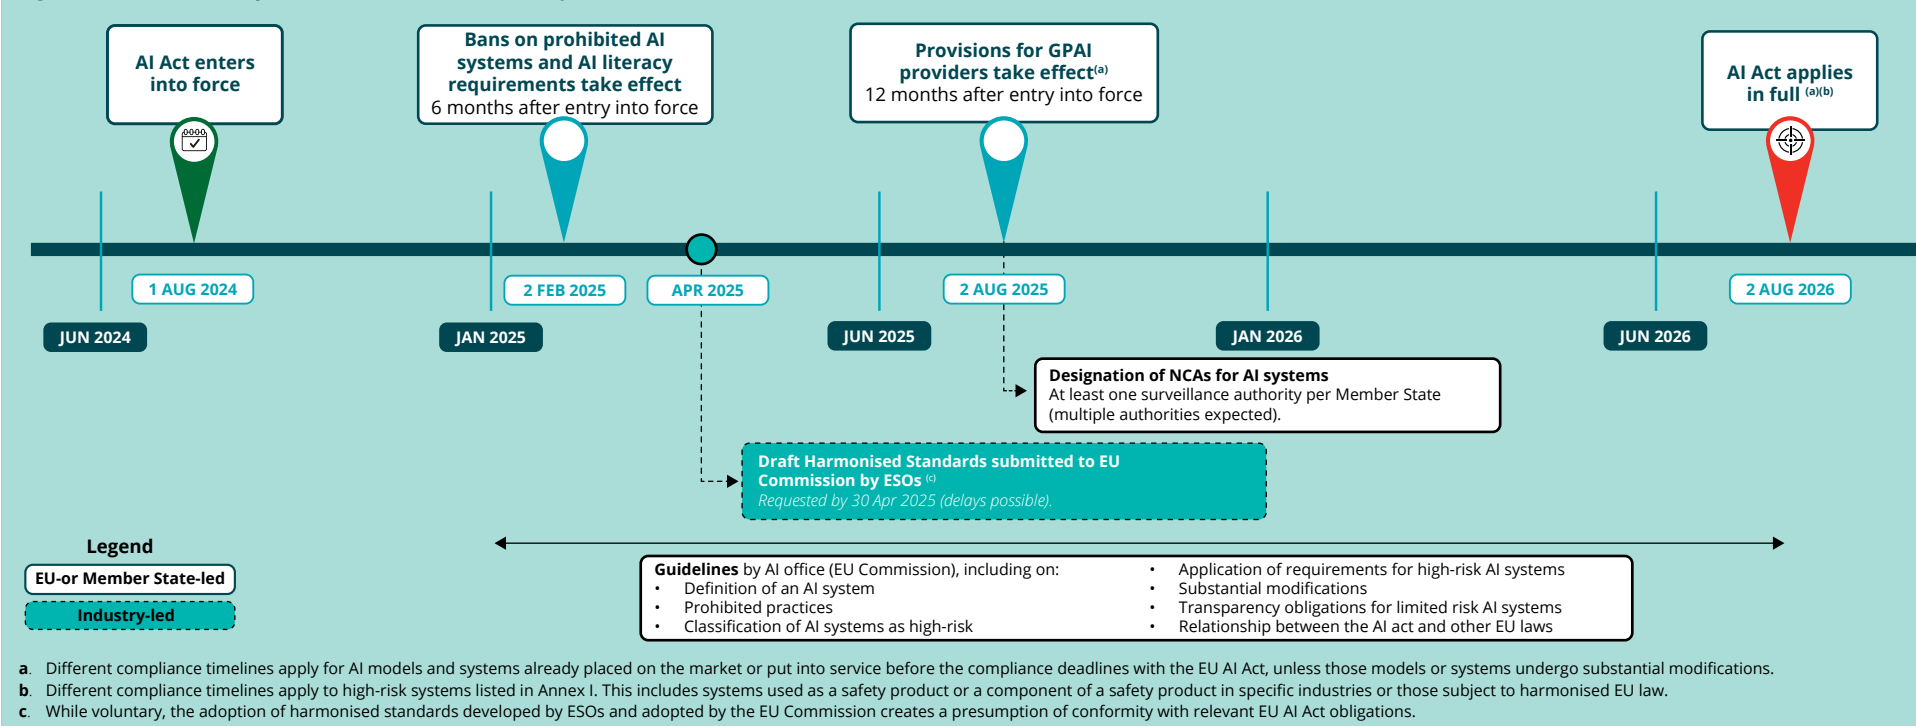 AI Act enters
into force
Bans on prohibited AI
systems and AI literacy
requirements take effect
6 months after entry into force
Provisions for GPAI
providers take effect(a)
12 months after entry into force
AI Act applies
in full (a)(b)
1 AUG 2024
2 FEB 2025
APR 2025
2 AUG 2025
2 AUG 2026
JUN 2024
JAN 2025
JUN 2025
JAN 2026
JUN 2026
Designation of NCAs for AI systems
At least one surveillance authority per Member State
(multiple authorities expected).
Draft Harmonised Standards submitted to EU
Commission by ESOs (c)
Requested by 30 Apr 2025 (delays possible).
Legend
EU-or Member State-led
Industry-led
Guidelines by AI office (EU Commission), including on:
• Definition of an AI system
• Prohibited practices
• Classification of AI systems as high-risk
• Application of requirements for high-risk AI systems
• Substantial modifications
• Transparency obligations for limited risk AI systems
• Relationship between the AI act and other EU laws
a. Different compliance timelines apply for AI models and systems already placed on the market or put into service before the compliance deadlines with the EU AI Act, unless those models or systems undergo substantial modifications.
b. Different compliance timelines apply to high-risk systems listed in Annex I. This includes systems used as a safety product or a component of a safety product in specific industries or those subject to harmonised EU law.
c. While voluntary, the adoption of harmonised standards developed by ESOs and adopted by the EU Commission creates a presumption of conformity with relevant EU AI Act obligations.